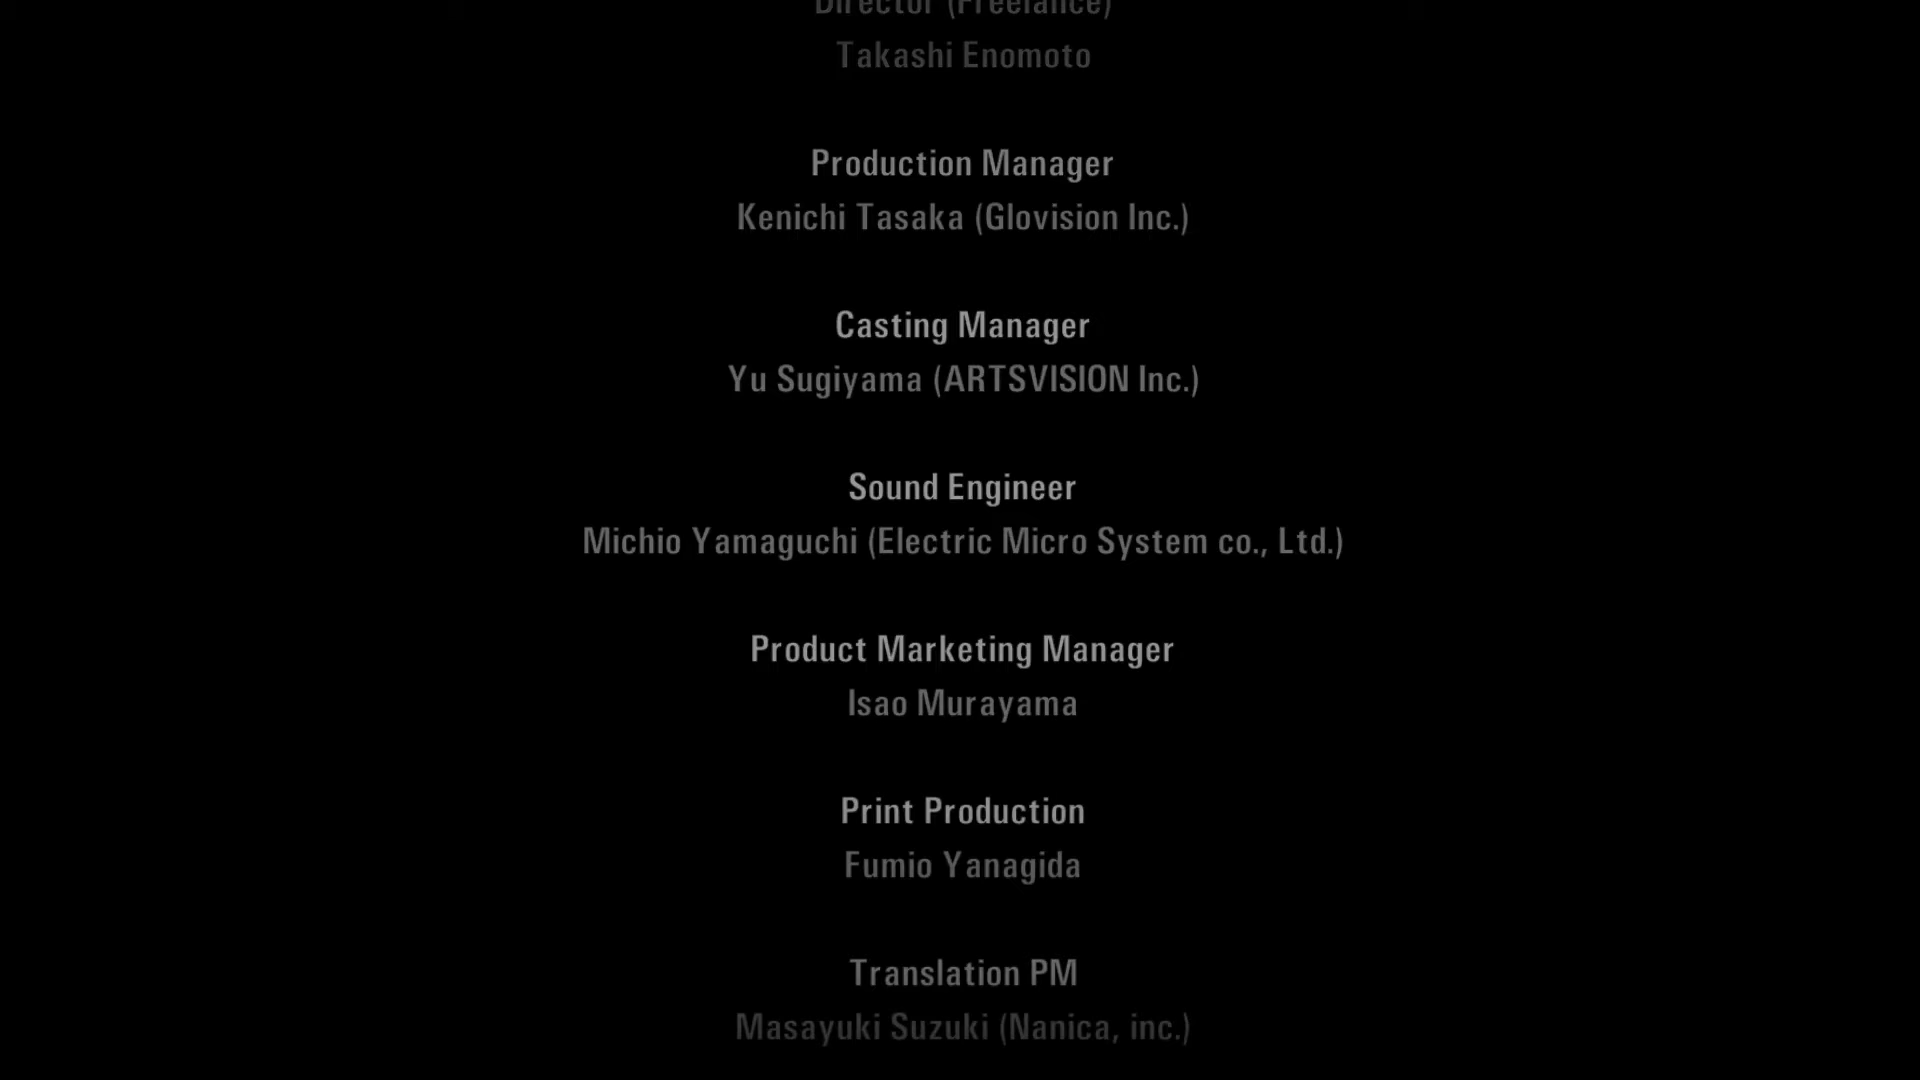 Director (Freelance)
Takashi Enomoto
Production Manager
Kenichi Tasaka (Glovision Inc.)
Casting Manager
Yu Sugiyama (ARTSVISION Inc.)
Sound Engineer
Michio Yamaguchi (Electric Micro System co., Ltd.)
Product Marketing Manager
Isao Murayama
Print Production
Fumio Yanagida
Translation PM
Masayuki Suzuki (Nanica, inc.)